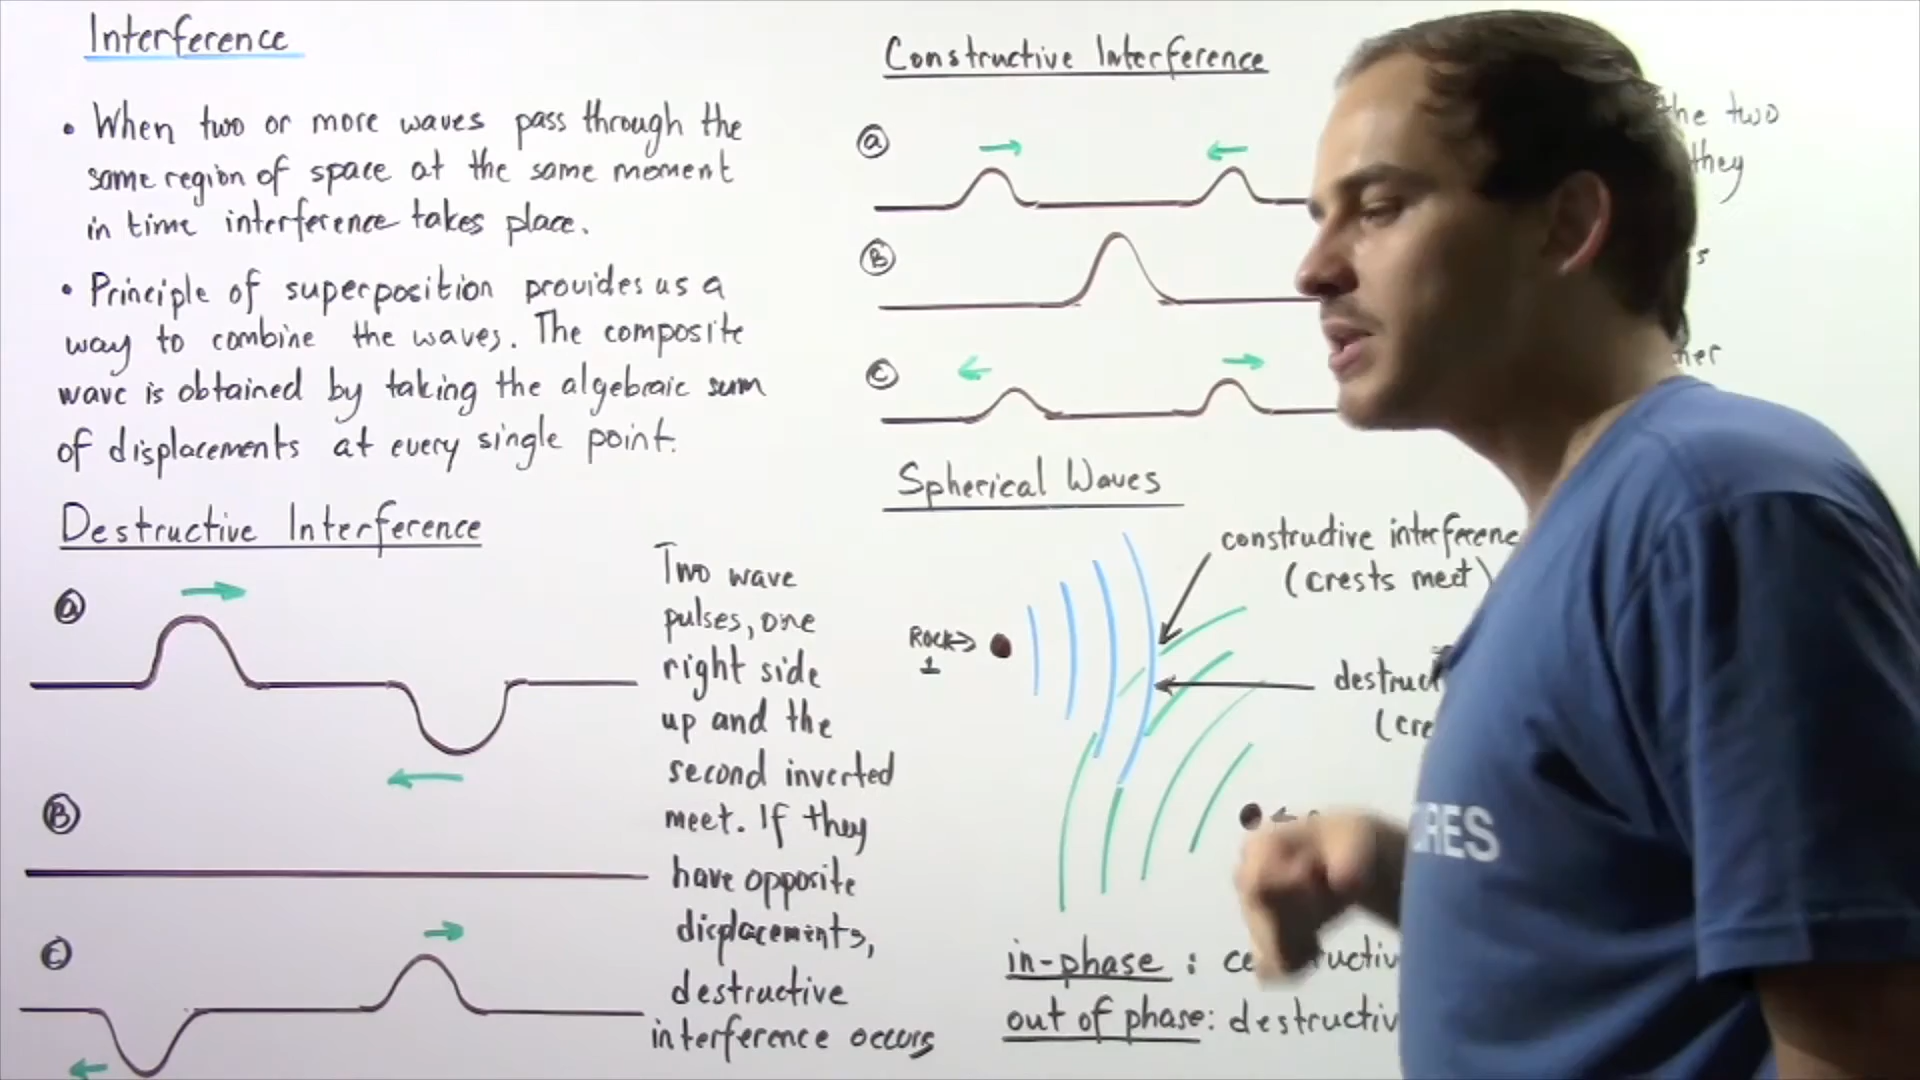 Interference
• When two or more waves pass through the
same region of space at the same moment
in time interference takes place.
• Principle of superposition provides us a
way to combine the waves. The composite
wave is obtained by taking the algebraic sum
of displacements at every single point.
Destructive Interference
A
B
C
Two wave
pulses, one
right side
up and the
second inverted
meet. If they
have opposite
displacements,
destructive
interference occurs
Constructive Interference
a
B
C
the two
they
Spherical Waves
constructive interferenc
(crests meet)
Rock→
1
destruct
(cre
in-phase :
out of phase: destructiv
URES